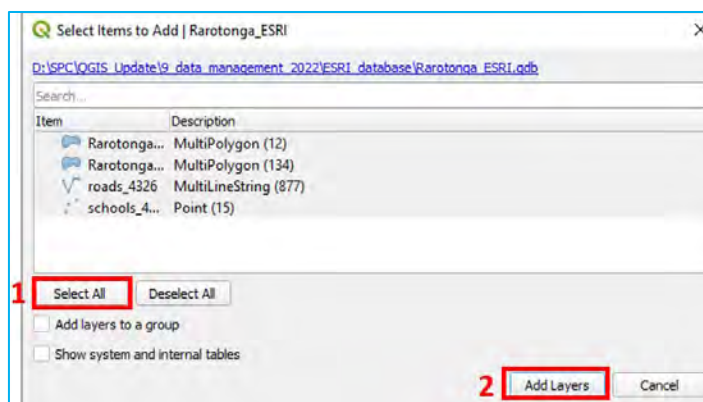 Select Items to Add | Rarotonga_ESRI
D:\SPC\QGIS_Update\9_data_management_2022\ESRI_database\Rarotonga_ESRI.gdb
Search...
Item Description
Rarotonga... MultiPolygon (12)
Rarotonga... MultiPolygon (134)
roads_4326 MultiLineString (877)
schools_4... Point (15)
1 Select All Deselect All
Add layers to a group
Show system and internal tables
2 Add Layers Cancel